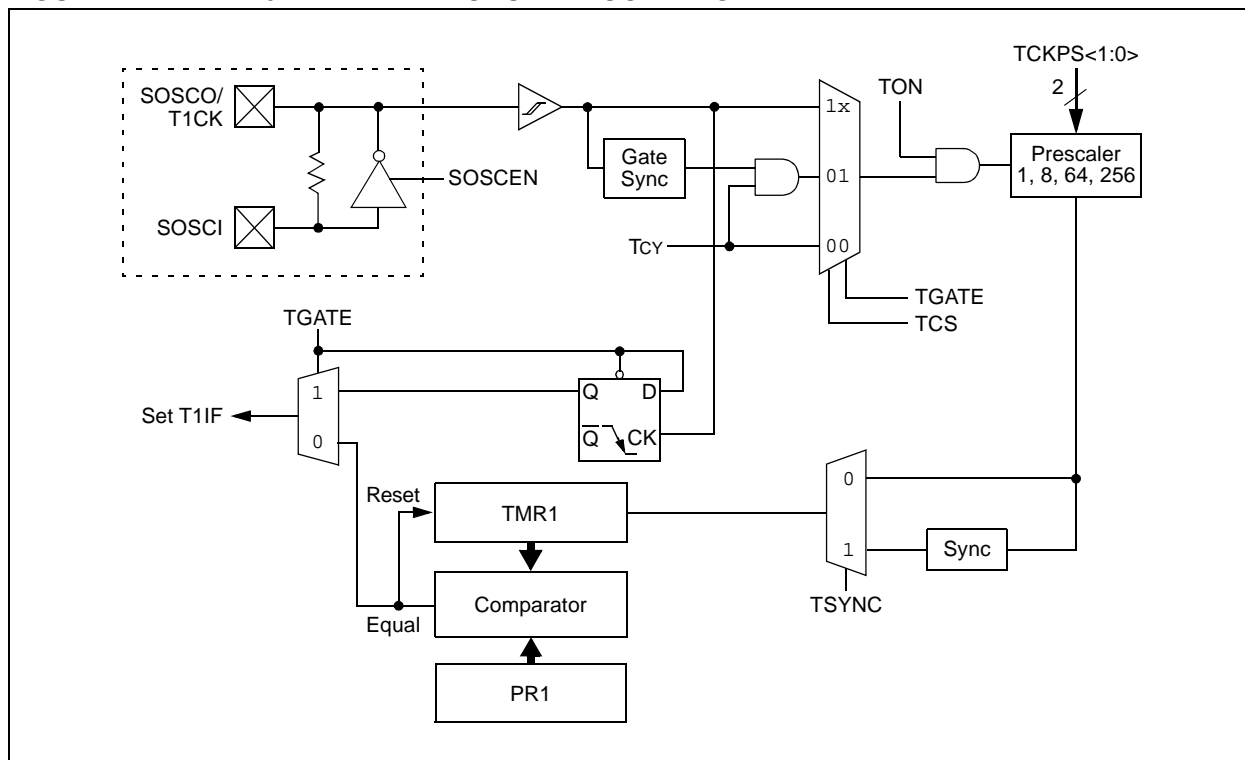 TCKPS<1:0>
2
SOSCO/
T1CK
TON
1x
Gate
Sync
Prescaler
1, 8, 64, 256
SOSCEN
01
SOSCI
TCY
00
TGATE
TCS
TGATE
1
Q
D
Set T1IF
Q
CK
0
0
Reset
TMR1
1
Sync
Comparator
TSYNC
Equal
PR1